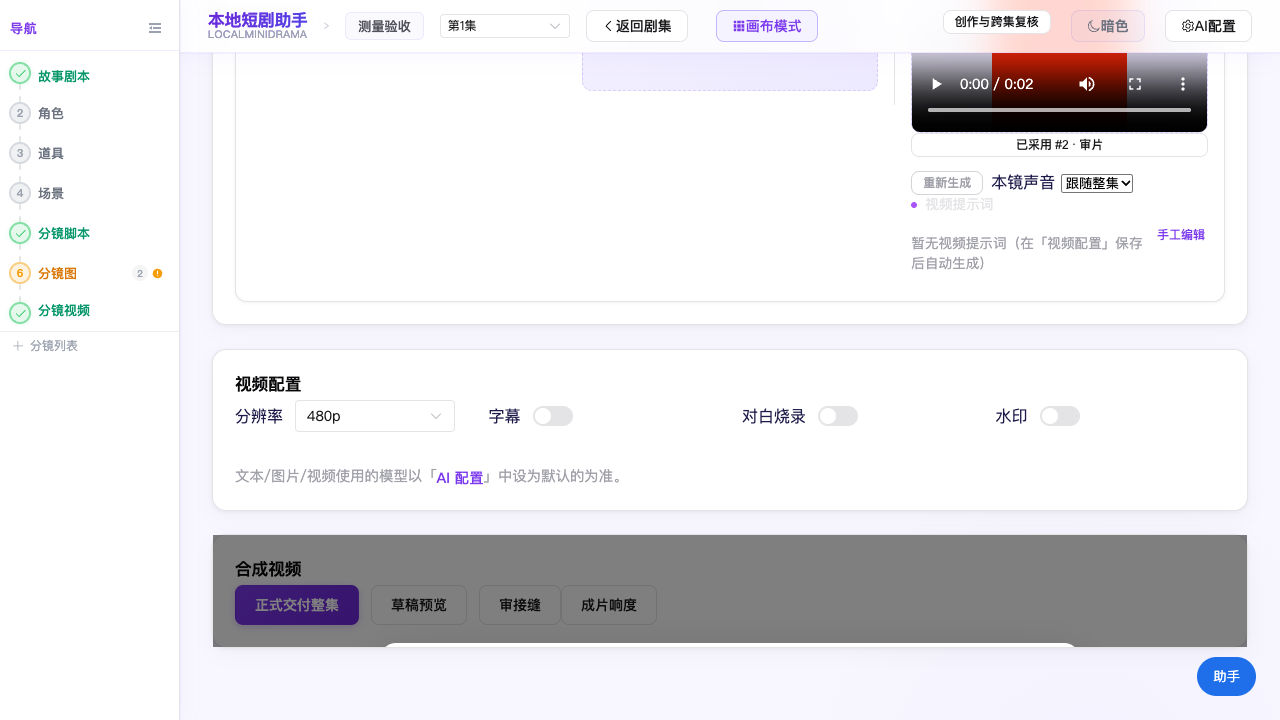 导航
故事剧本
2 角色
3 道具
4 场景
分镜脚本
6 分镜图 2
分镜视频
分镜列表
本地短剧助手
LOCALMINIDRAMA
>
测量验收
第1集
返回剧集
画布模式
创作与跨集复核
暗色
AI配置
0:00 / 0:02
已采用 #2 · 审片
重新生成 本镜声音 跟随整集
视频提示词
手工编辑
暂无视频提示词（在「视频配置」保存
后自动生成）
视频配置
分辨率 480p 字幕 对白烧录 水印
文本/图片/视频使用的模型以「AI 配置」中设为默认的为准。
合成视频
正式交付整集 草稿预览 审接缝 成片响度
助手